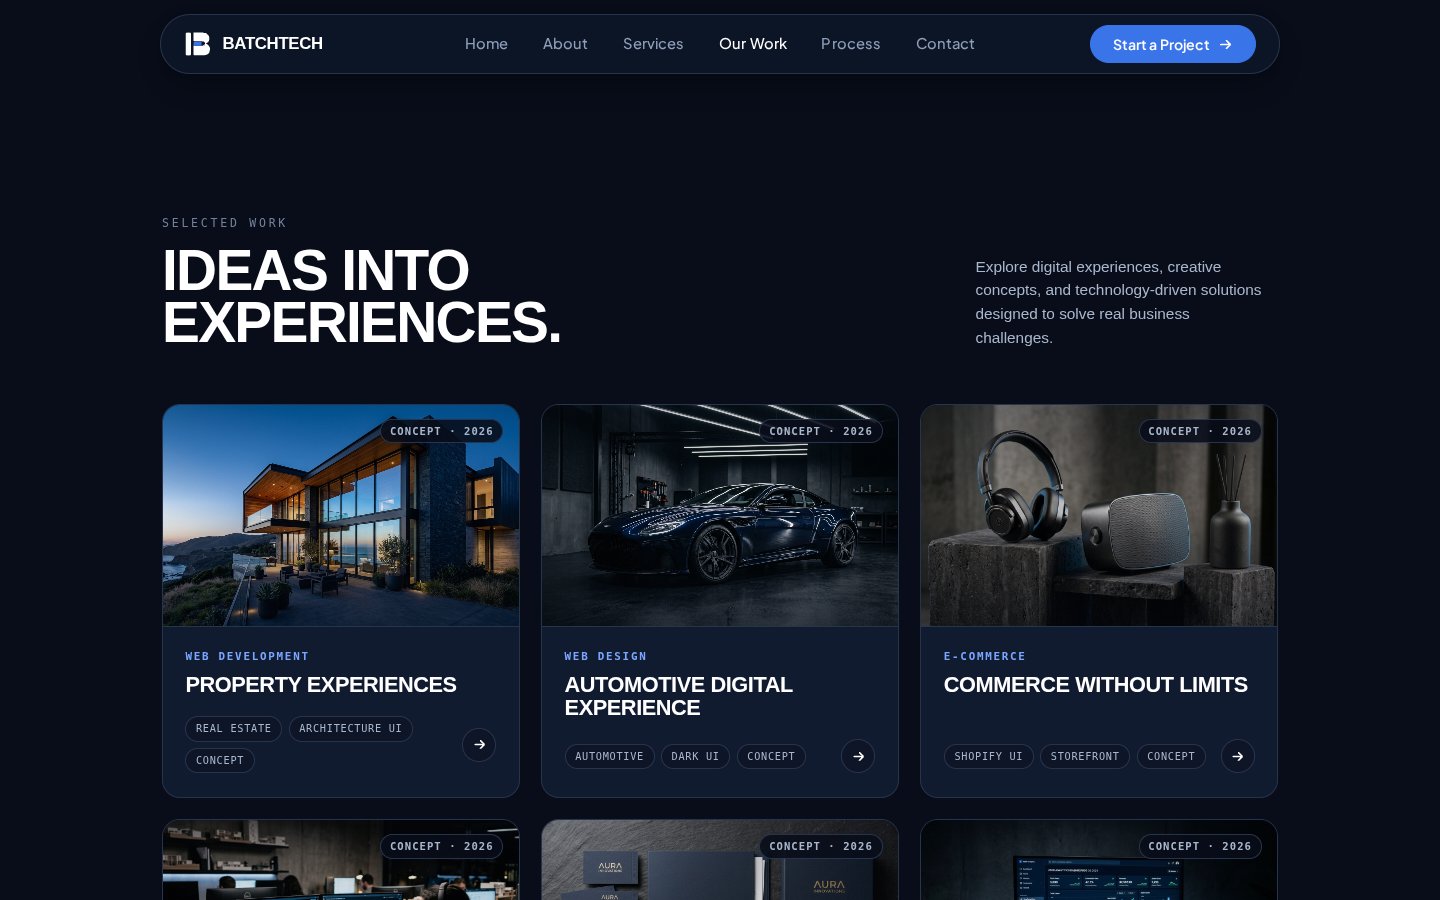 BATCHTECH
Home
About
Services
Our Work
Process
Contact
Start a Project
SELECTED WORK
IDEAS INTO
EXPERIENCES.
Explore digital experiences, creative
concepts, and technology-driven solutions
designed to solve real business
challenges.
CONCEPT · 2026
CONCEPT · 2026
CONCEPT · 2026
WEB DEVELOPMENT
PROPERTY EXPERIENCES
REAL ESTATE
ARCHITECTURE UI
CONCEPT
WEB DESIGN
AUTOMOTIVE DIGITAL
EXPERIENCE
AUTOMOTIVE
DARK UI
CONCEPT
E-COMMERCE
COMMERCE WITHOUT LIMITS
SHOPIFY UI
STOREFRONT
CONCEPT
CONCEPT · 2026
CONCEPT · 2026
CONCEPT · 2026
AURA
INNOVATIONS
AURA
INNOVATIONS
AURA